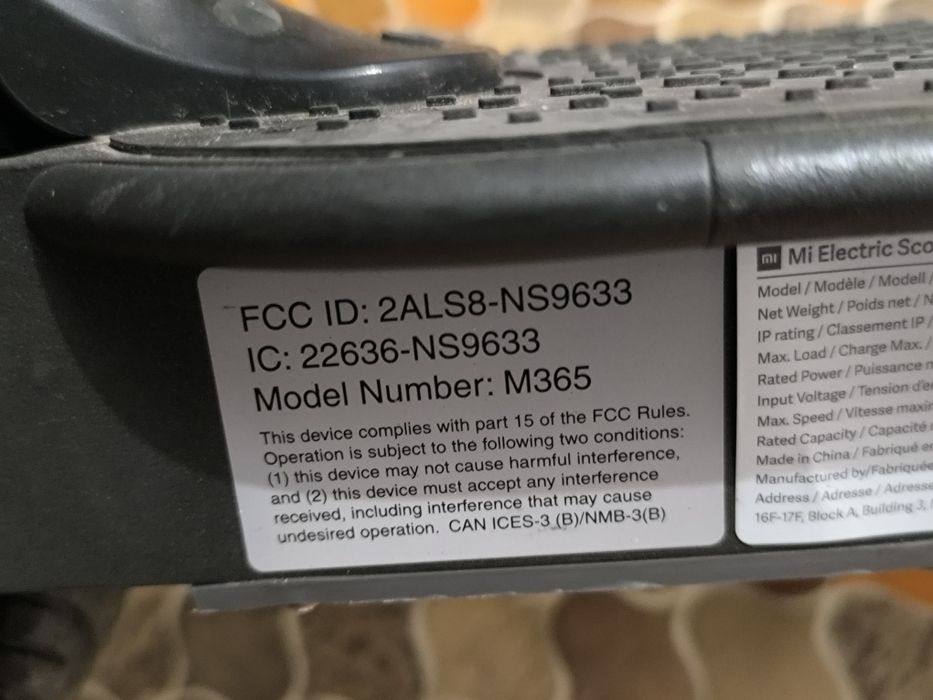 FCC ID: 2ALS8-NS9633
IC: 22636-NS9633
Model Number: M365
This device complies with part 15 of the FCC Rules.
Operation is subject to the following two conditions:
(1) this device may not cause harmful interference,
and (2) this device must accept any interference
received, including interference that may cause
undesired operation. CAN ICES-3 (B)/NMB-3(B)
mi Mi Electric Sco
Model / Modèle / Modell /
Net Weight / Poids net / N
IP rating / Classement IP /
Max. Load / Charge Max. /
Rated Power / Puissance n
Input Voltage / Tension d'e
Max. Speed / Vitesse maxi
Rated Capacity / Capacité
Made in China / Fabriqué e
Manufactured by/Fabriquée
Address / Adresse / Adresse
16F-17F, Block A, Building 3,